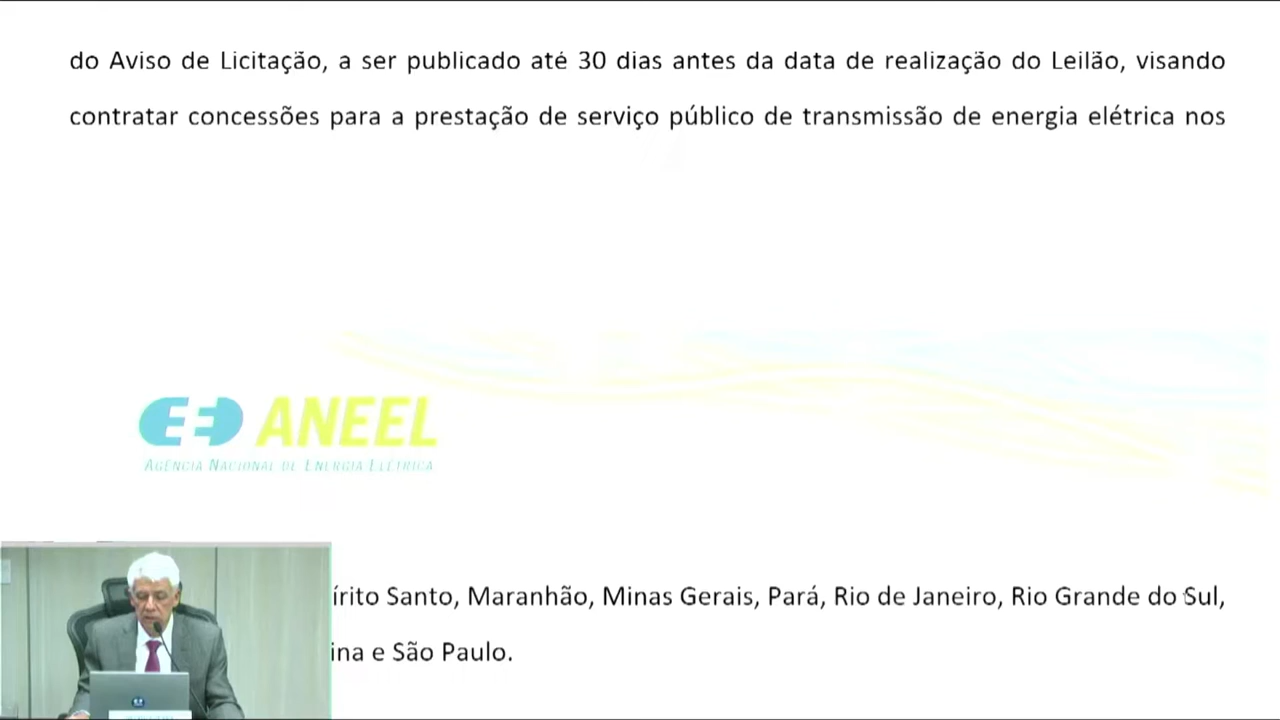 do Aviso de Licitação, a ser publicado até 30 dias antes da data de realização do Leilão, visando
contratar concessões para a prestação de serviço público de transmissão de energia elétrica nos
ANEEL
AGÊNCIA NACIONAL DE ENERGIA ELÉTRICA
írito Santo, Maranhão, Minas Gerais, Pará, Rio de Janeiro, Rio Grande do Sul,
ina e São Paulo.